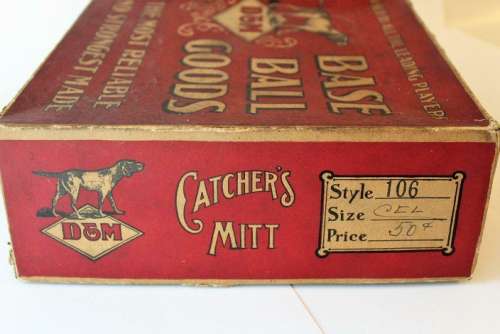 D&M
BASE
BALL
GOODS
THE MOST RELIABLE
AND STRONGEST MADE
LEADING PLAYERS
D&M
CATCHER'S
MITT
Style 106
Size CEL
Price 50¢